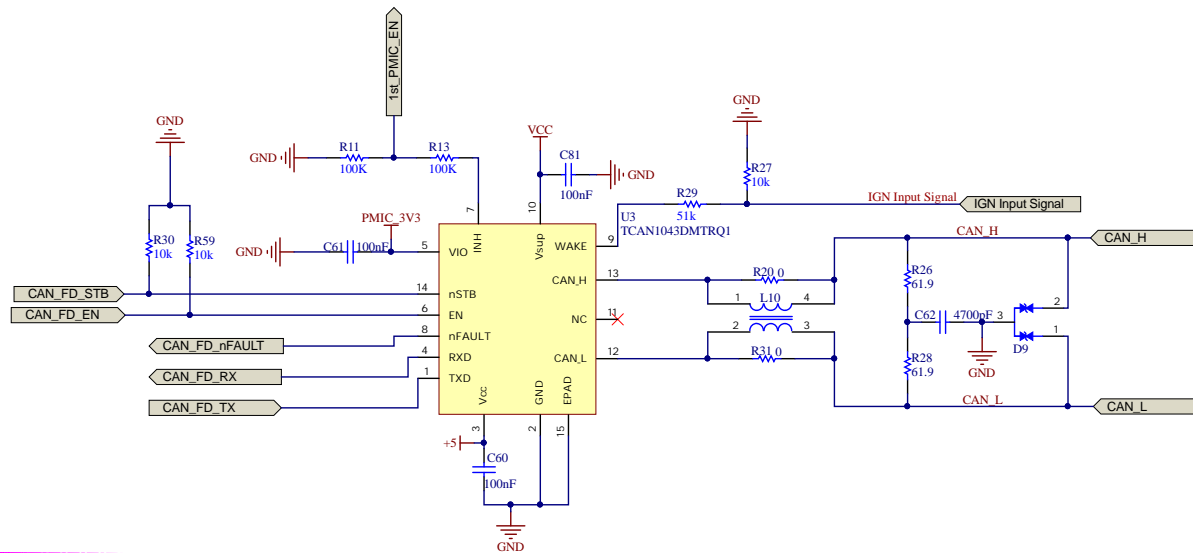 1st_PMIC_EN
GND
GND
VCC
C81
GND
100nF
GND
R11
100K
R13
100K
R27
10k
R29
51k
IGN Input Signal
IGN Input Signal
7
10
U3
TCAN1043DMTRQ1
PMIC_3V3
GND
C61
100nF
5
VIO
INH
Vsup
WAKE
9
R30
10k
R59
10k
CAN_H
CAN_H
CAN_FD_STB
14
nSTB
CAN_H
13
R20 0
1
L10
4
R26
61.9
CAN_FD_EN
6
EN
NC
11
2
3
C62
4700pF
3
2
1
D9
GND
CAN_FD_nFAULT
8
nFAULT
CAN_FD_RX
4
RXD
CAN_L
12
R31 0
R28
61.9
CAN_FD_TX
1
TXD
Vcc
GND
EPAD
CAN_L
CAN_L
3
2
15
+5
C60
100nF
GND